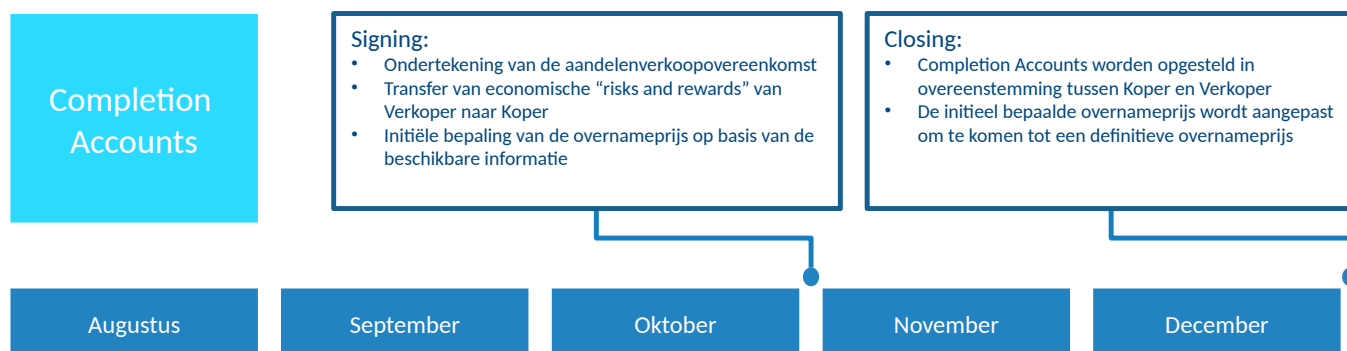 Completion
Accounts
Signing:
• Ondertekening van de aandelenverkoopovereenkomst
• Transfer van economische “risks and rewards” van
Verkoper naar Koper
• Initiële bepaling van de overnameprijs op basis van de
beschikbare informatie
Closing:
• Completion Accounts worden opgesteld in
overeenstemming tussen Koper en Verkoper
• De initieel bepaalde overnameprijs wordt aangepast
om te komen tot een definitieve overnameprijs
Augustus
September
Oktober
November
December